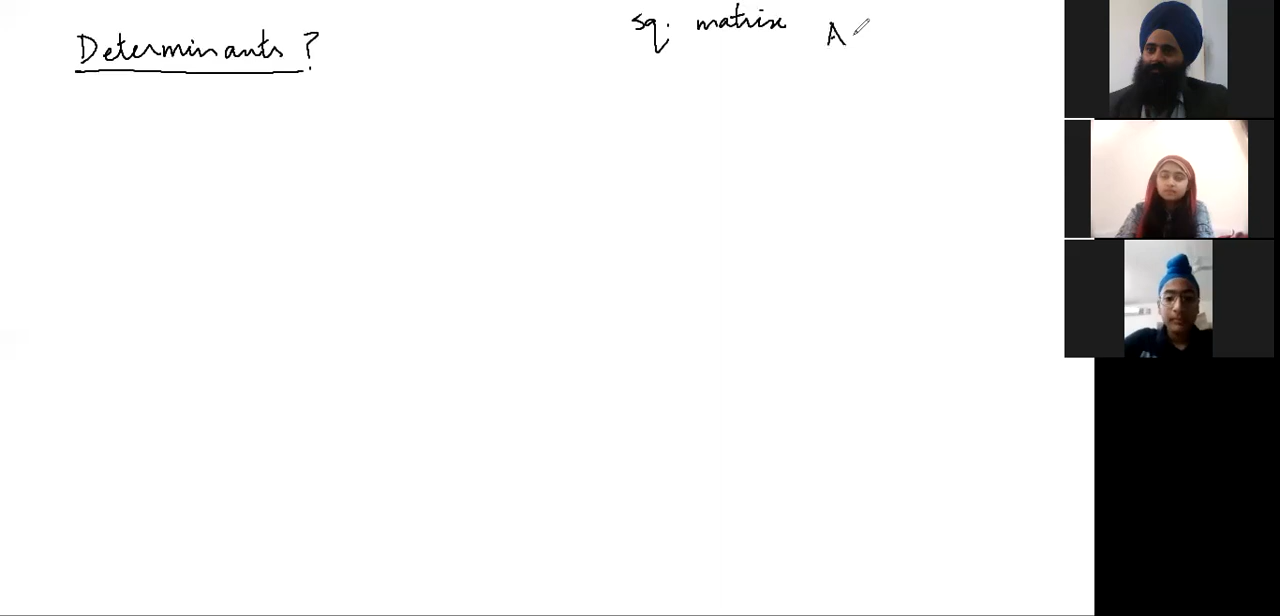 Determinants ?
sq. matrix A